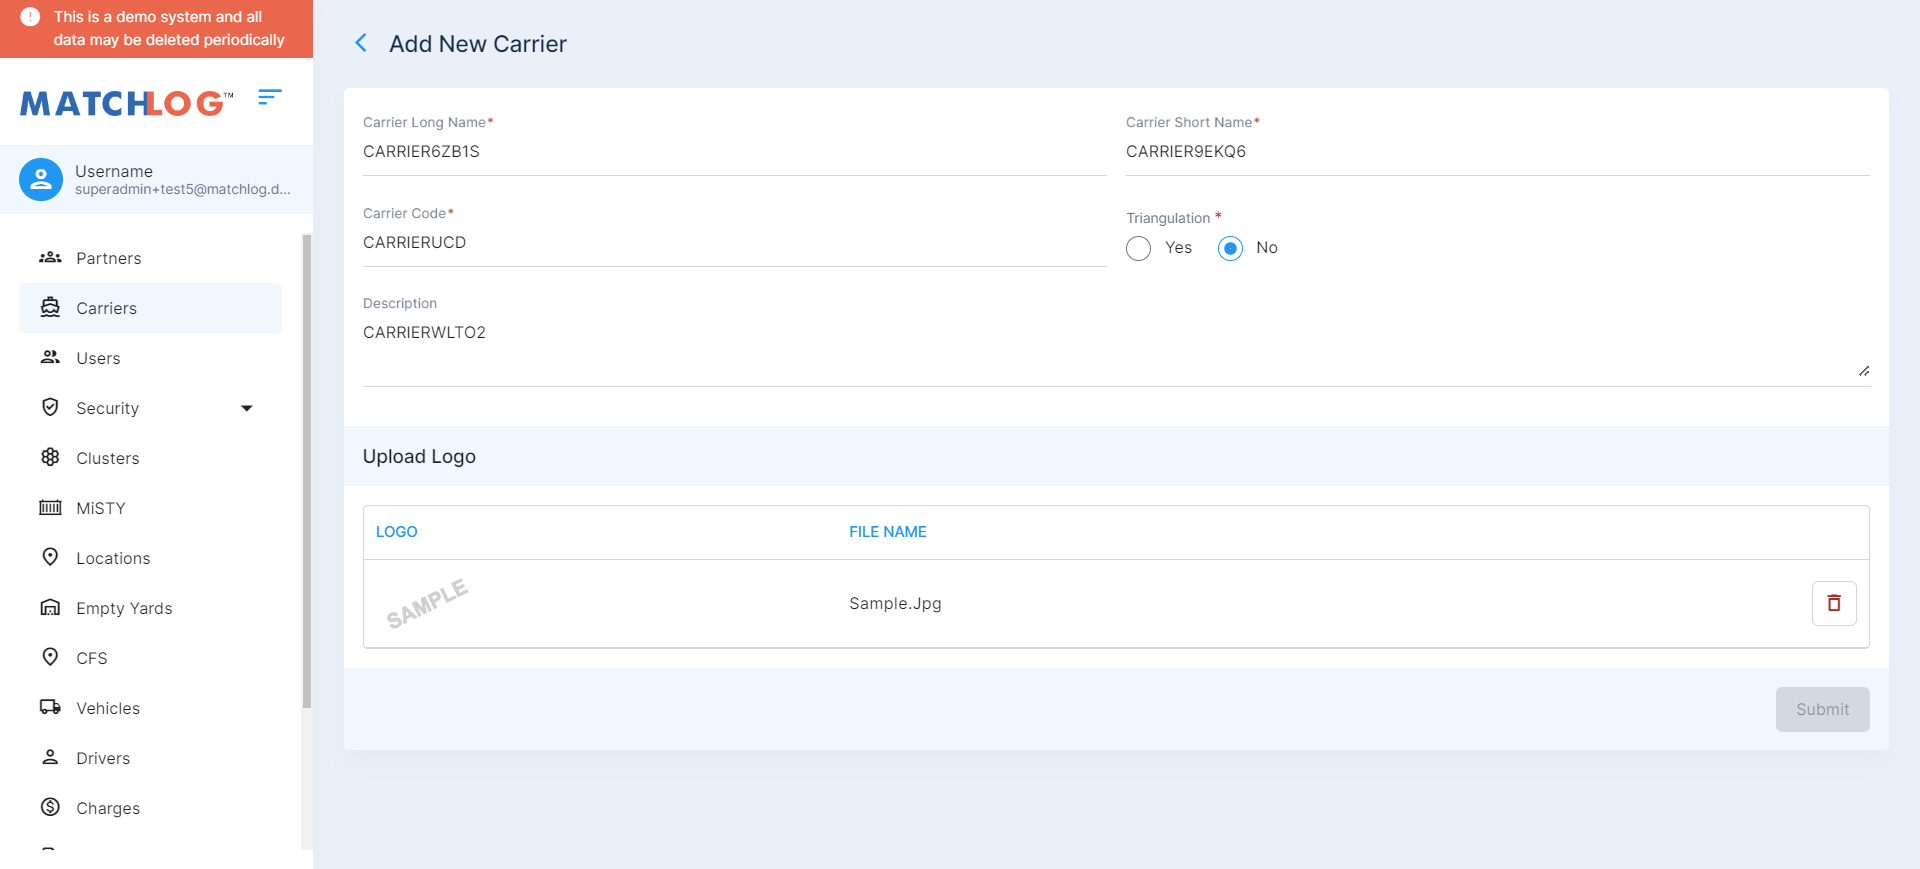 This is a demo system and all
data may be deleted periodically
MATCHLOG™
Username
superadmin+test5@matchlog.d...
Partners
Carriers
Users
Security
Clusters
MiSTY
Locations
Empty Yards
CFS
Vehicles
Drivers
Charges
Add New Carrier
Carrier Long Name*
CARRIER6ZB1S
Carrier Short Name*
CARRIER9EKQ6
Carrier Code*
CARRIERUCD
Triangulation *
Yes
No
Description
CARRIERWLTO2
Upload Logo
LOGO
FILE NAME
SAMPLE
Sample.Jpg
Submit